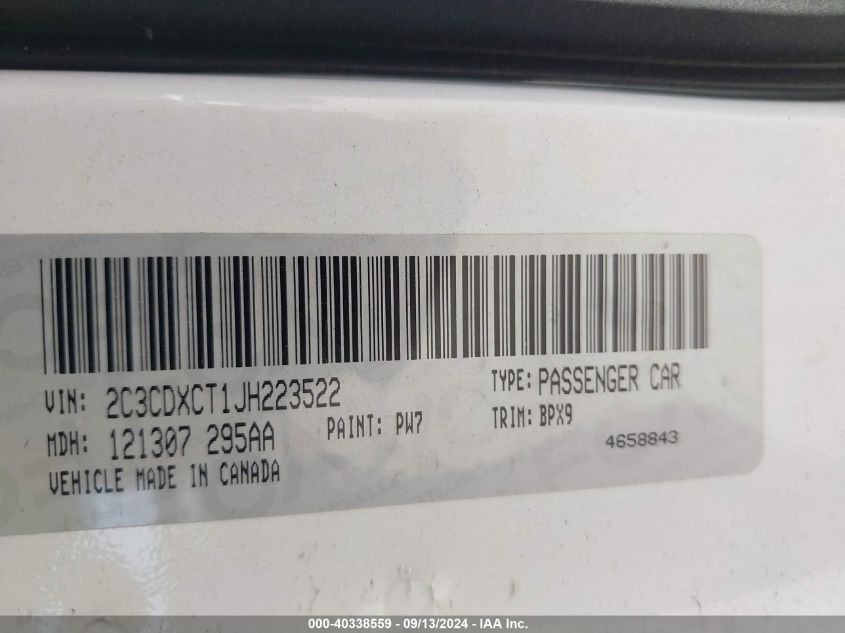 VIN: 2C3CDXCT1JH223522 TYPE: PASSENGER CAR
MDH: 121307 295AA PAINT: PW7 TRIM: BPX9
VEHICLE MADE IN CANADA 4658843
000-40338559 - 09/13/2024 - IAA Inc.